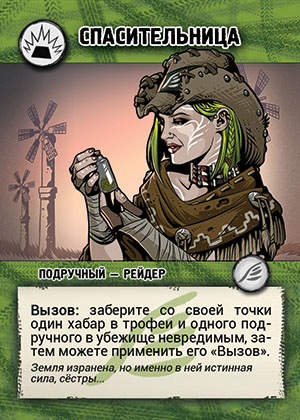 СПАСИТЕЛЬНИЦА
ПОДРУЧНЫЙ – РЕЙДЕР
Вызов: заберите со своей точки
один хабар в трофеи и одного под-
ручного в убежище невредимым, за-
тем можете применить его «Вызов».
Земля изранена, но именно в ней истинная
сила, сёстры...